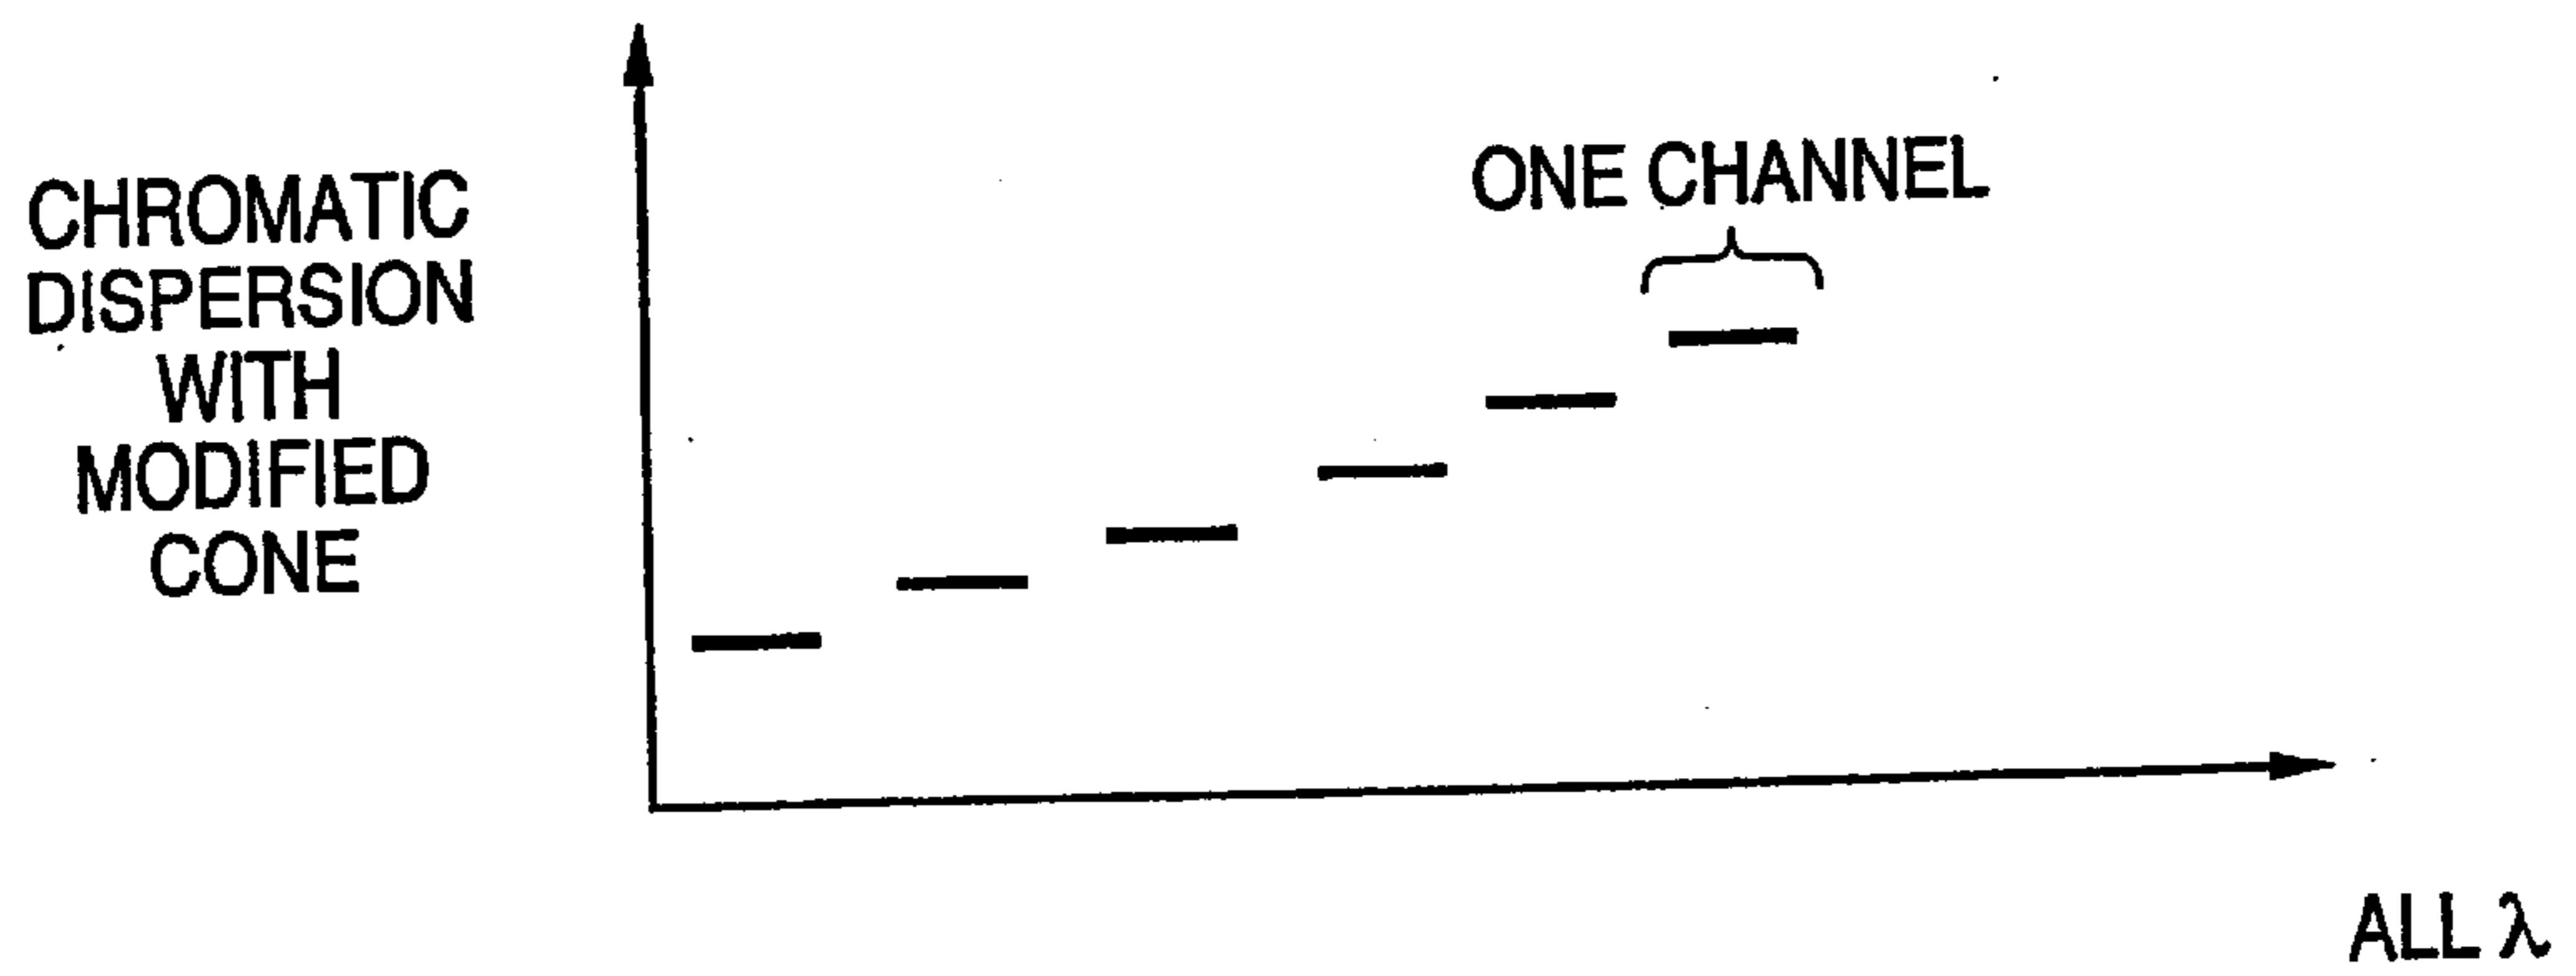 CHROMATIC
DISPERSION
WITH
MODIFIED
CONE
ONE CHANNEL
ALL λ